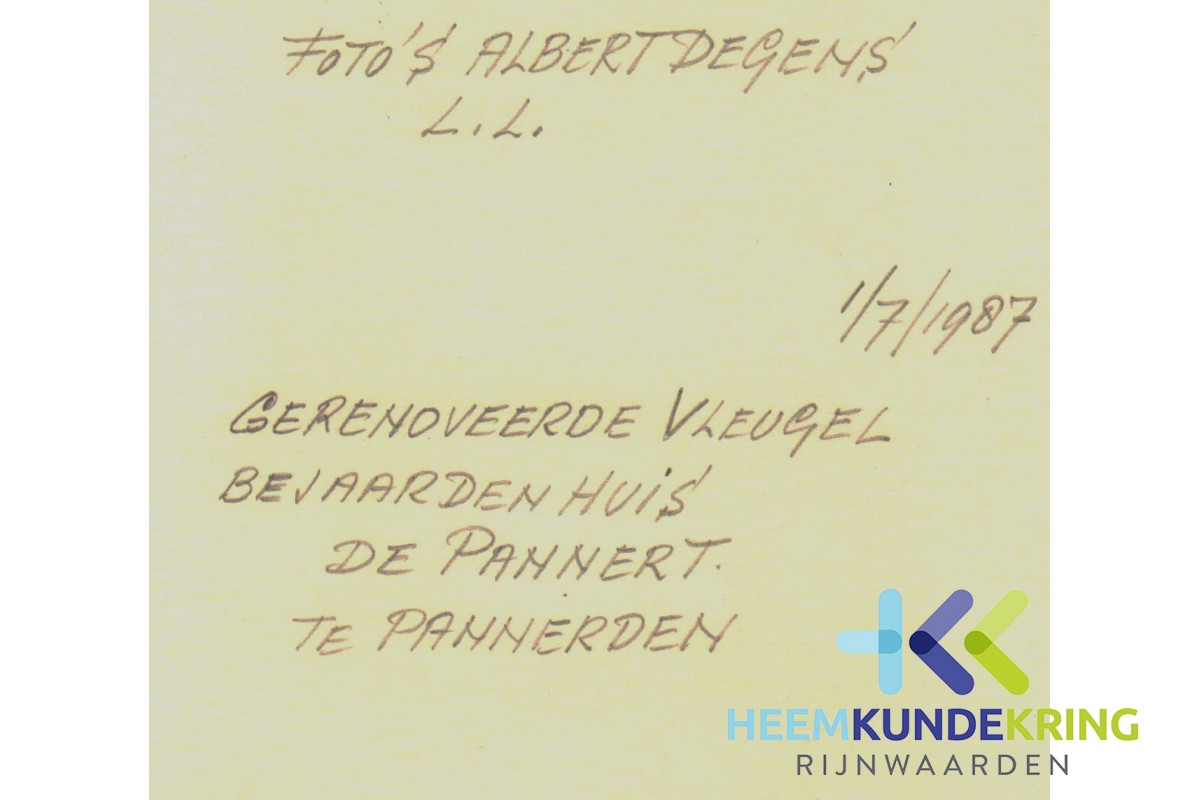 FOTO'S ALBERT DEGENS
L.L.
1/7/1987
GERENOVEERDE VLEUGEL
BEJAARDEN HUIS
DE PANNERT.
TE PANNERDEN
HEEMKUNDEKRING
RIJNWAARDEN